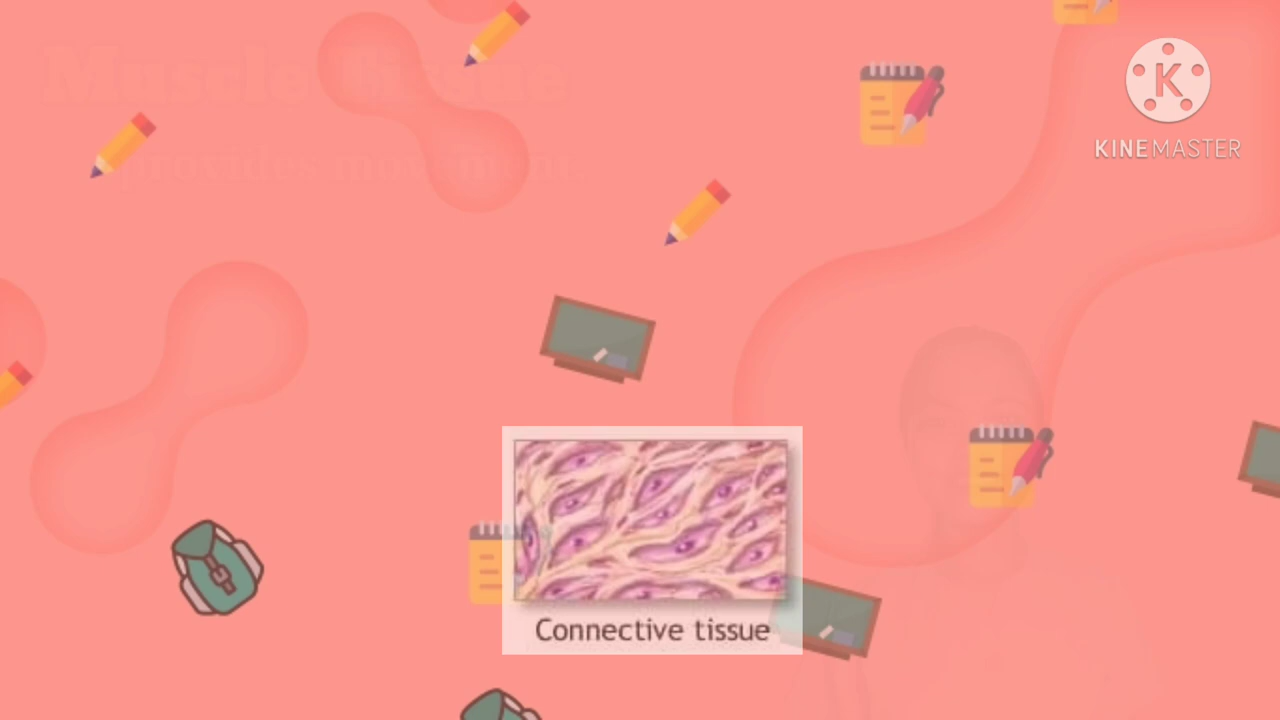 Muscle tissue
provides movement.
K
KINEMASTER
Connective tissue